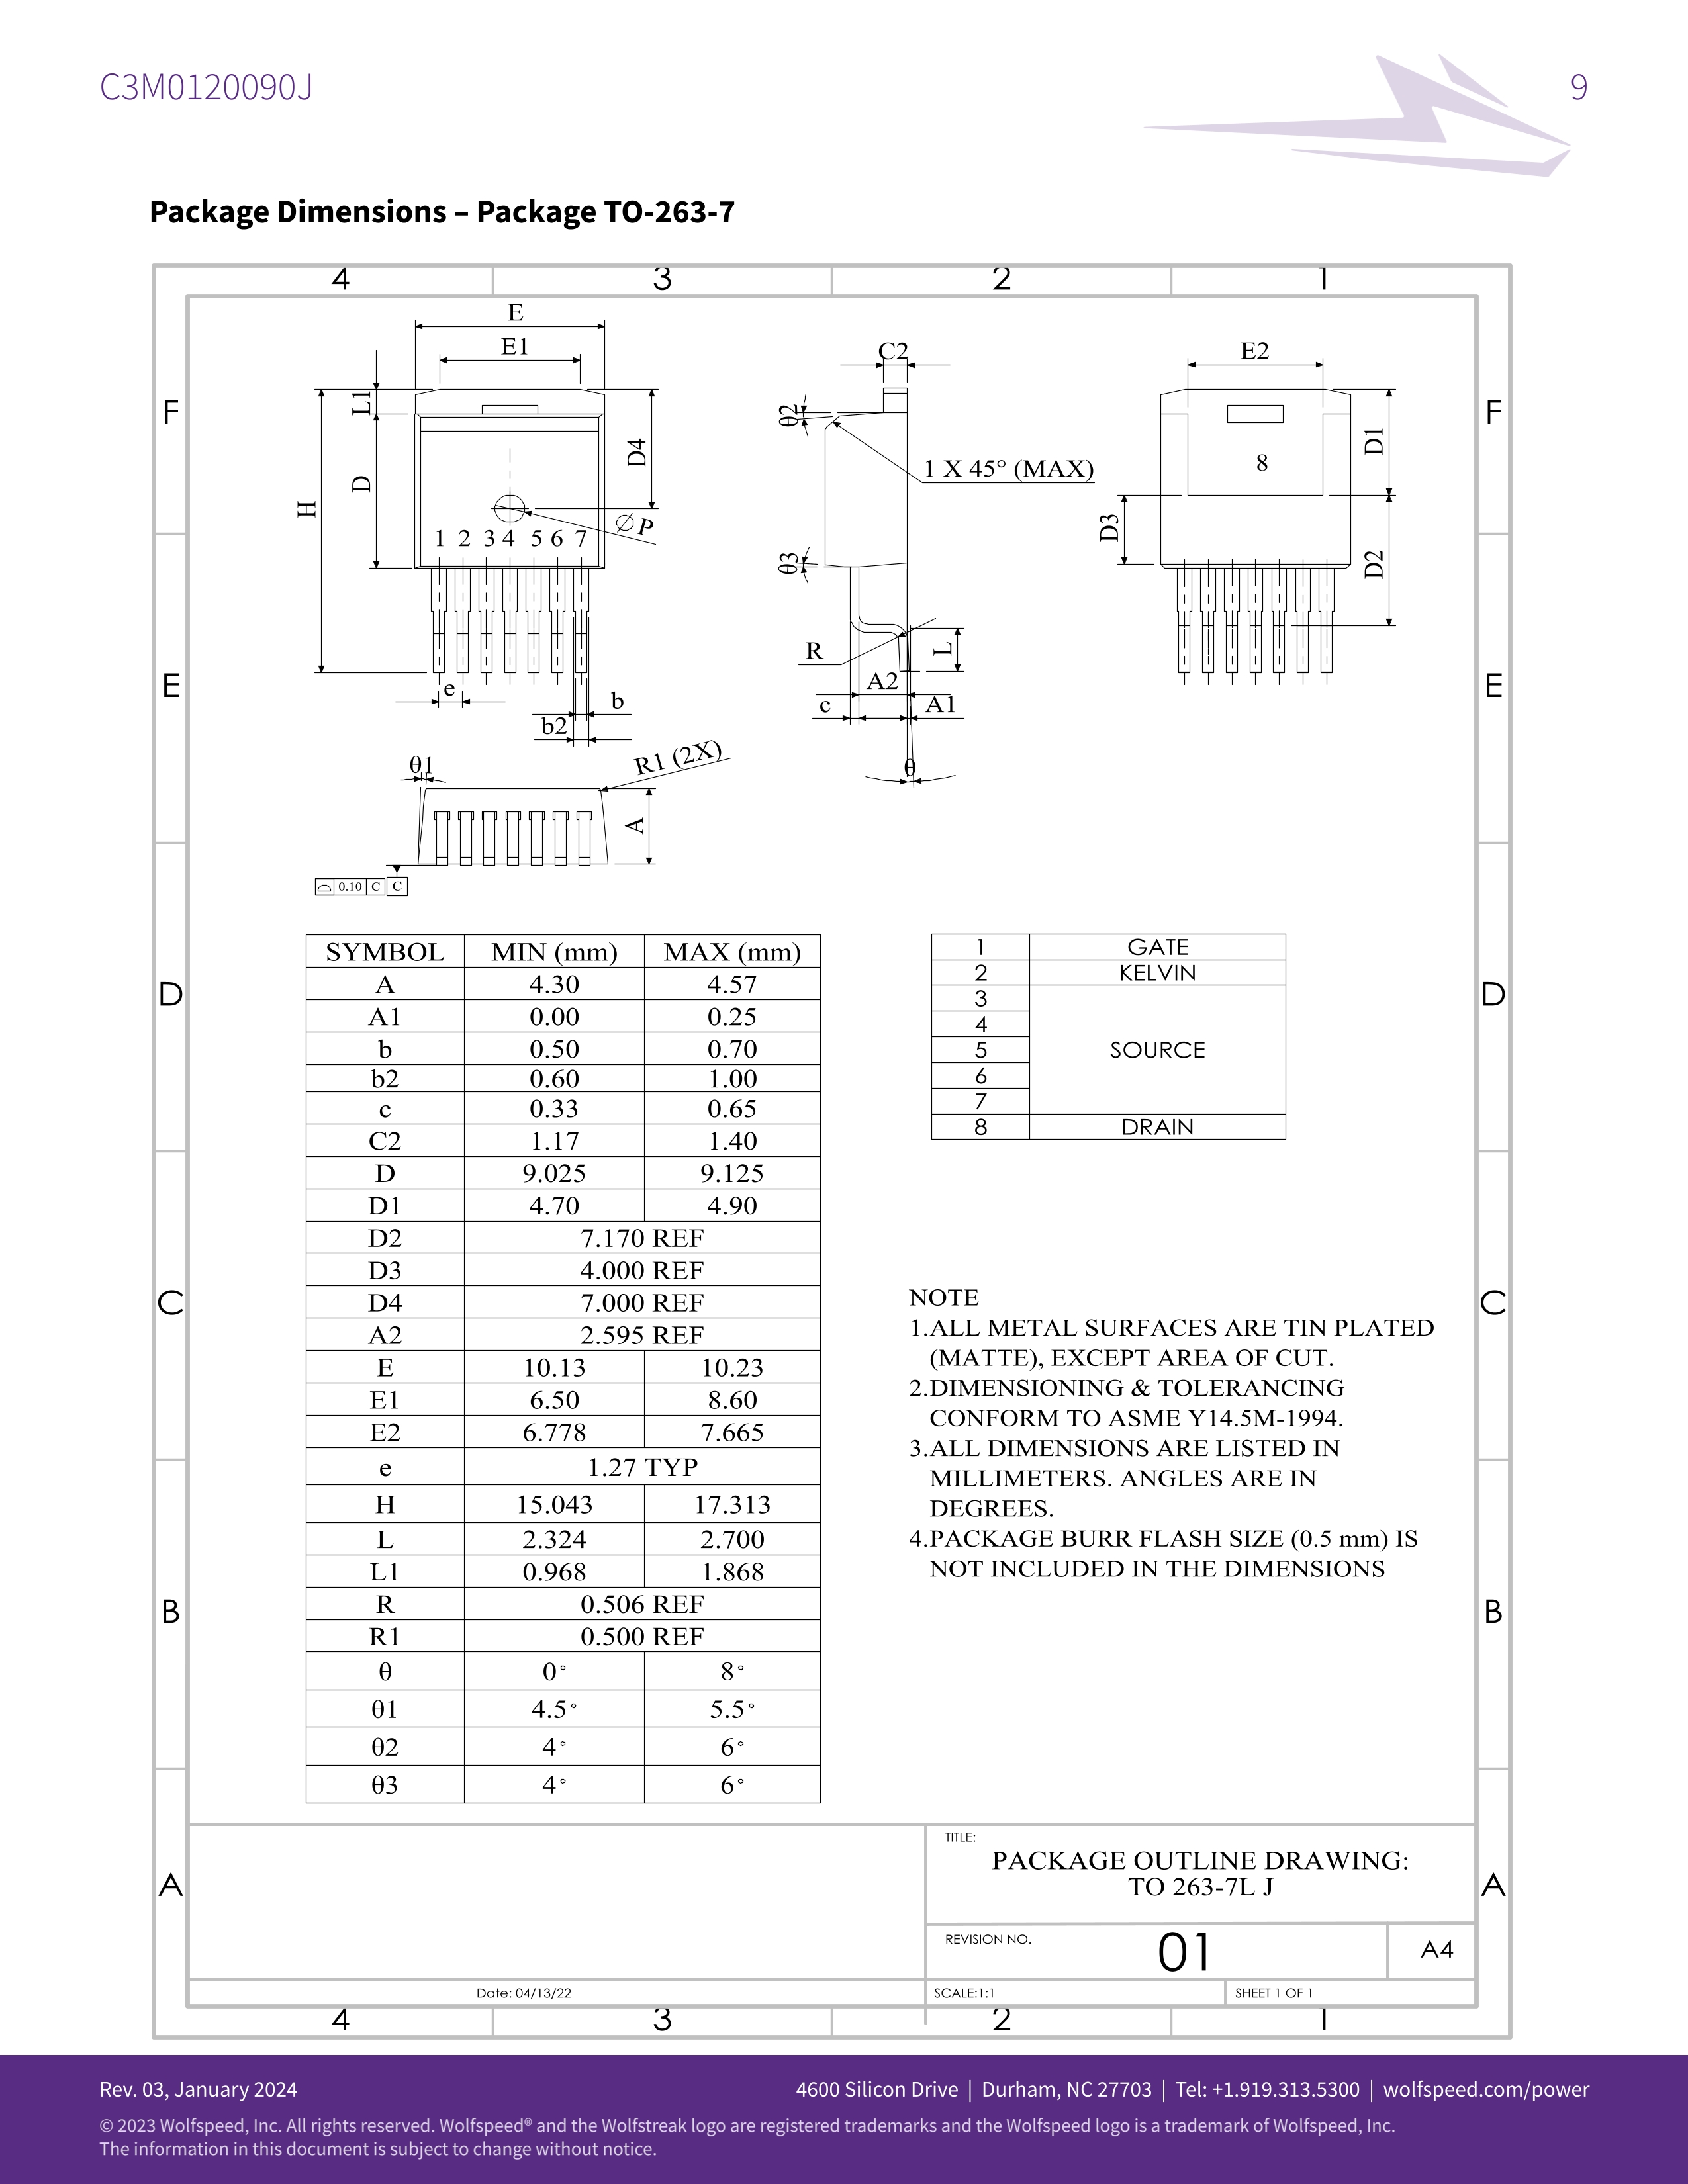 C3M0120090J
9
Package Dimensions – Package TO-263-7
4 3 2 1
F F
E E
D D
C C
B B
A A
E
E1
L1
D
H
D4
∅P
1 2 3 4 5 6 7
e
b
b2
C2
θ2
1 X 45° (MAX)
θ3
R
L
A2
c
A1
θ
E2
8
D1
D3
D2
θ1
R1 (2X)
A
0.10 C C
SYMBOL MIN (mm) MAX (mm)
A 4.30 4.57
A1 0.00 0.25
b 0.50 0.70
b2 0.60 1.00
c 0.33 0.65
C2 1.17 1.40
D 9.025 9.125
D1 4.70 4.90
D2 7.170 REF
D3 4.000 REF
D4 7.000 REF
A2 2.595 REF
E 10.13 10.23
E1 6.50 8.60
E2 6.778 7.665
e 1.27 TYP
H 15.043 17.313
L 2.324 2.700
L1 0.968 1.868
R 0.506 REF
R1 0.500 REF
θ 0° 8°
θ1 4.5° 5.5°
θ2 4° 6°
θ3 4° 6°
1 GATE
2 KELVIN
3
4
5 SOURCE
6
7
8 DRAIN
NOTE
1.ALL METAL SURFACES ARE TIN PLATED
(MATTE), EXCEPT AREA OF CUT.
2.DIMENSIONING & TOLERANCING
CONFORM TO ASME Y14.5M-1994.
3.ALL DIMENSIONS ARE LISTED IN
MILLIMETERS. ANGLES ARE IN
DEGREES.
4.PACKAGE BURR FLASH SIZE (0.5 mm) IS
NOT INCLUDED IN THE DIMENSIONS
TITLE:
PACKAGE OUTLINE DRAWING:
TO 263-7L J
REVISION NO.
01
A4
Date: 04/13/22
SCALE:1:1
SHEET 1 OF 1
4 3 2 1
Rev. 03, January 2024
4600 Silicon Drive | Durham, NC 27703 | Tel: +1.919.313.5300 | wolfspeed.com/power
© 2023 Wolfspeed, Inc. All rights reserved. Wolfspeed® and the Wolfstreak logo are registered trademarks and the Wolfspeed logo is a trademark of Wolfspeed, Inc.
The information in this document is subject to change without notice.